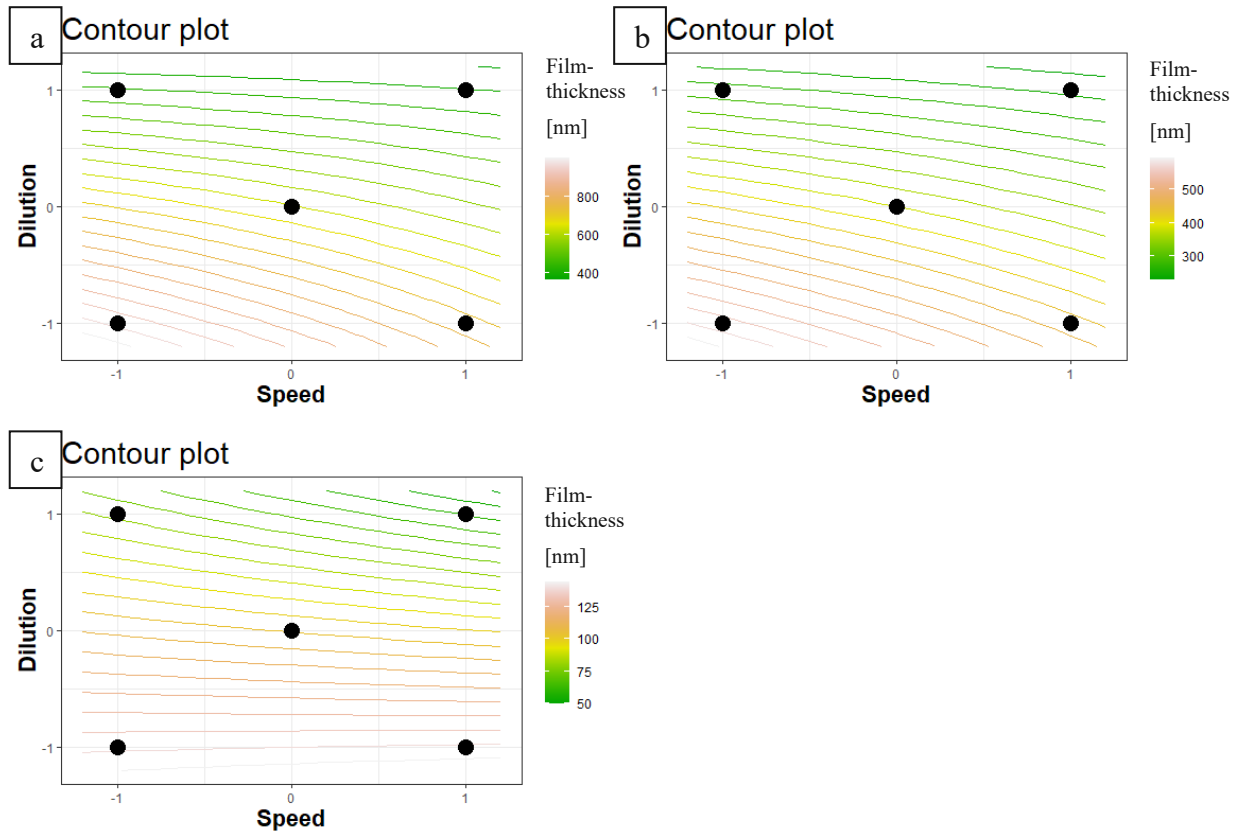 a
Contour plot
Film-
thickness
[nm]
800
600
400
1
0
-1
Dilution
-1
0
1
Speed
b
Contour plot
Film-
thickness
[nm]
500
400
300
1
0
-1
Dilution
-1
0
1
Speed
c
Contour plot
Film-
thickness
[nm]
125
100
75
50
1
0
-1
Dilution
-1
0
1
Speed